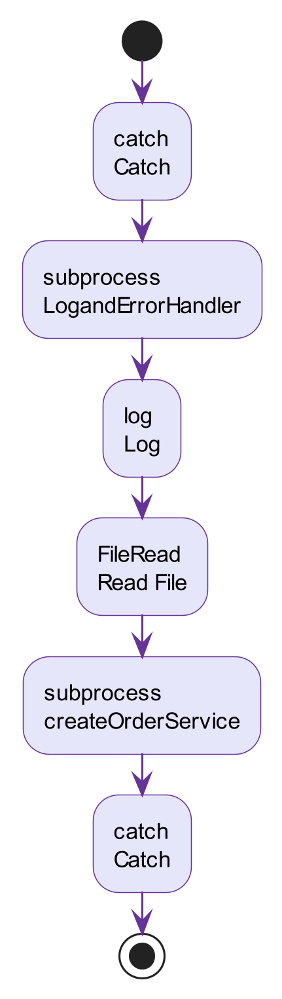 catch
Catch
subprocess
LogandErrorHandler
log
Log
FileRead
Read File
subprocess
createOrderService
catch
Catch